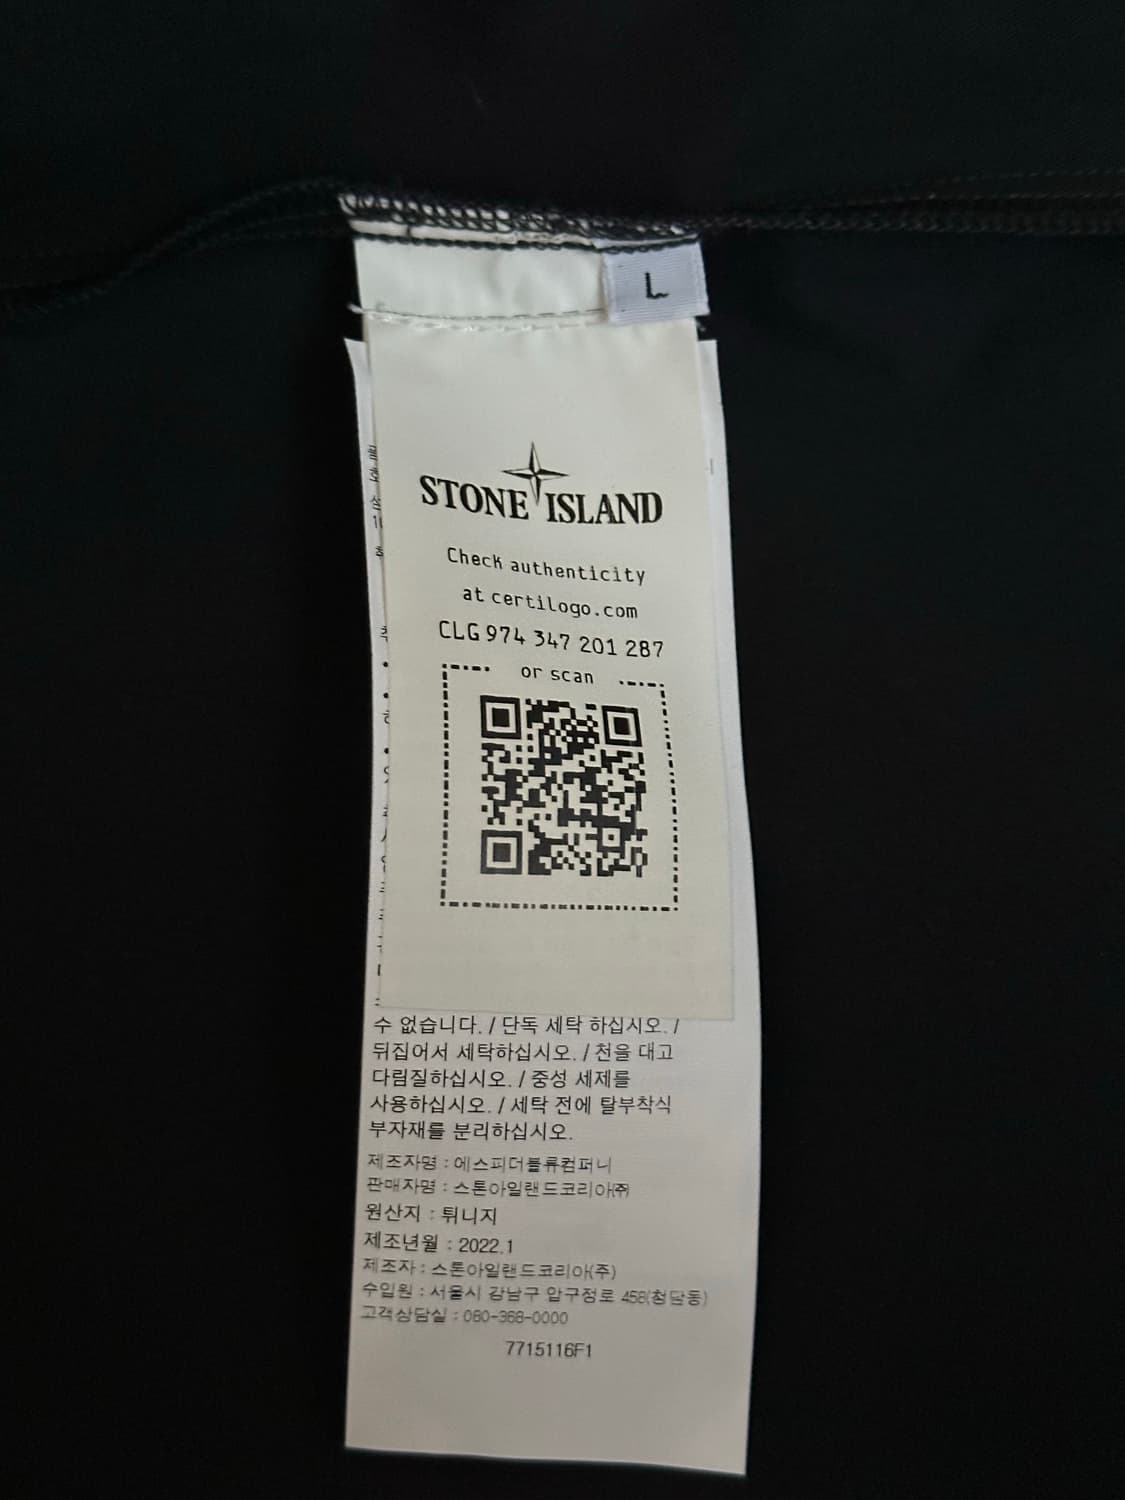 L
STONE ISLAND
Check authenticity
at certilogo.com
CLG 974 347 201 287
or scan
수 없습니다. / 단독 세탁 하십시오. /
뒤집어서 세탁하십시오. / 천을 대고
다림질하십시오. / 중성 세제를
사용하십시오. / 세탁 전에 탈부착식
부자재를 분리하십시오.
제조자명 : 에스피더블류컴퍼니
판매자명 : 스톤아일랜드코리아㈜
원산지 : 튀니지
제조년월 : 2022.1
제조자 : 스톤아일랜드코리아(주)
수입원 : 서울시 강남구 압구정로 458(청담동)
고객상담실 : 080-368-0000
7715116F1